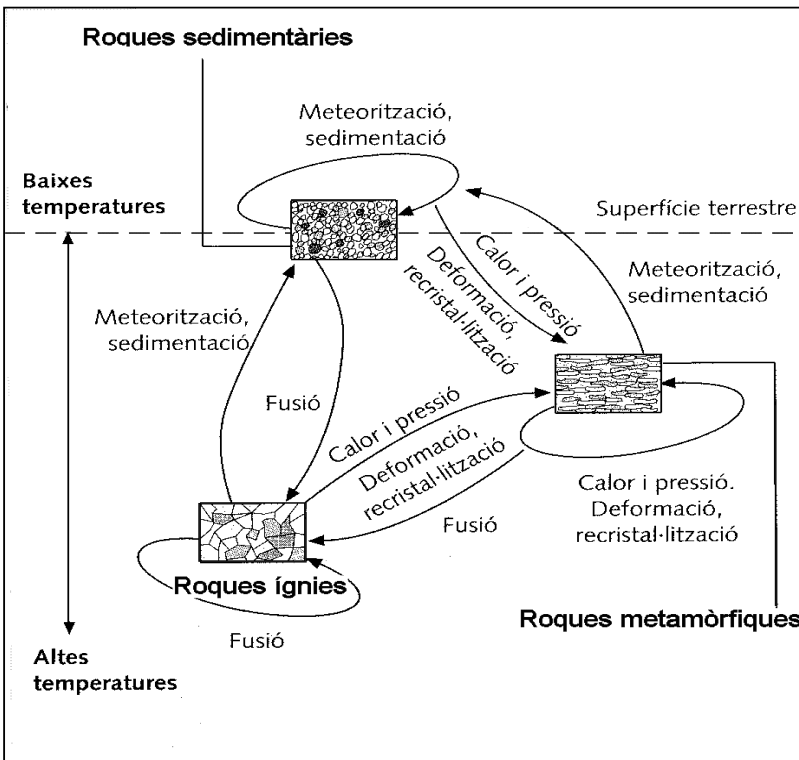 Roques sedimentàries
Meteorització,
sedimentació
Baixes
temperatures
Superfície terrestre
Calor i pressió
Deformació,
recristal·lització
Meteorització,
sedimentació
Meteorització,
sedimentació
Fusió
Calor i pressió
Deformació,
recristal·lització
Fusió
Calor i pressió.
Deformació,
recristal·lització
Roques ígnies
Fusió
Roques metamòrfiques
Altes
temperatures